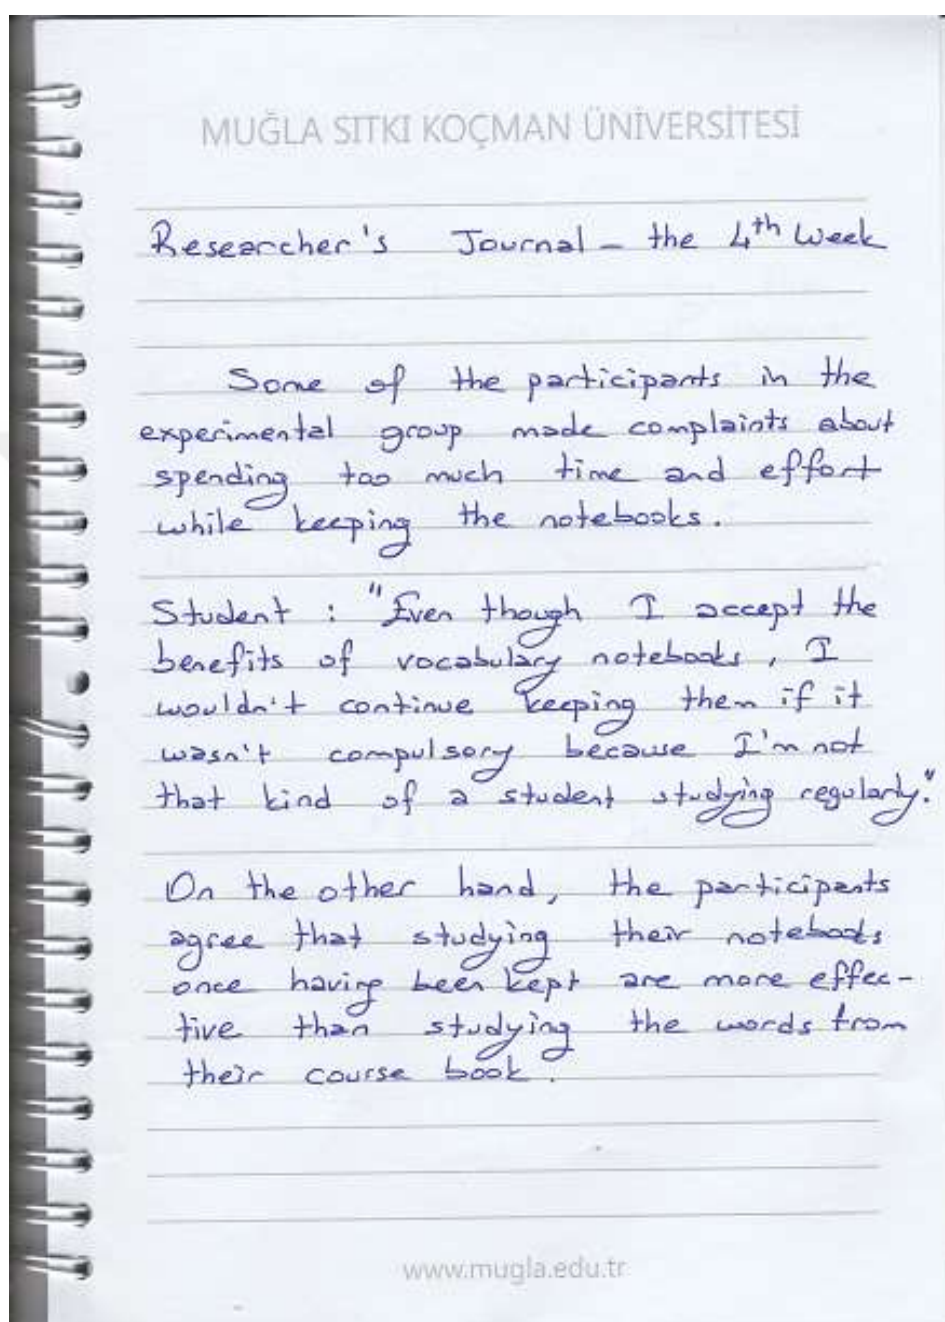 MUĞLA SITKI KOÇMAN ÜNİVERSİTESİ
Researcher's Journal - the 4th Week
Some of the participants in the
experimental group made complaints about
spending too much time and effort
while keeping the notebooks.
Student : "Even though I accept the
benefits of vocabulary notebooks, I
wouldn't continue keeping them if it
wasn't compulsory because I'm not
that kind of a student studying regularly."
On the other hand, the participants
agree that studying their notebooks
once having been kept are more effec-
tive than studying the words from
their course book.
www.mugla.edu.tr